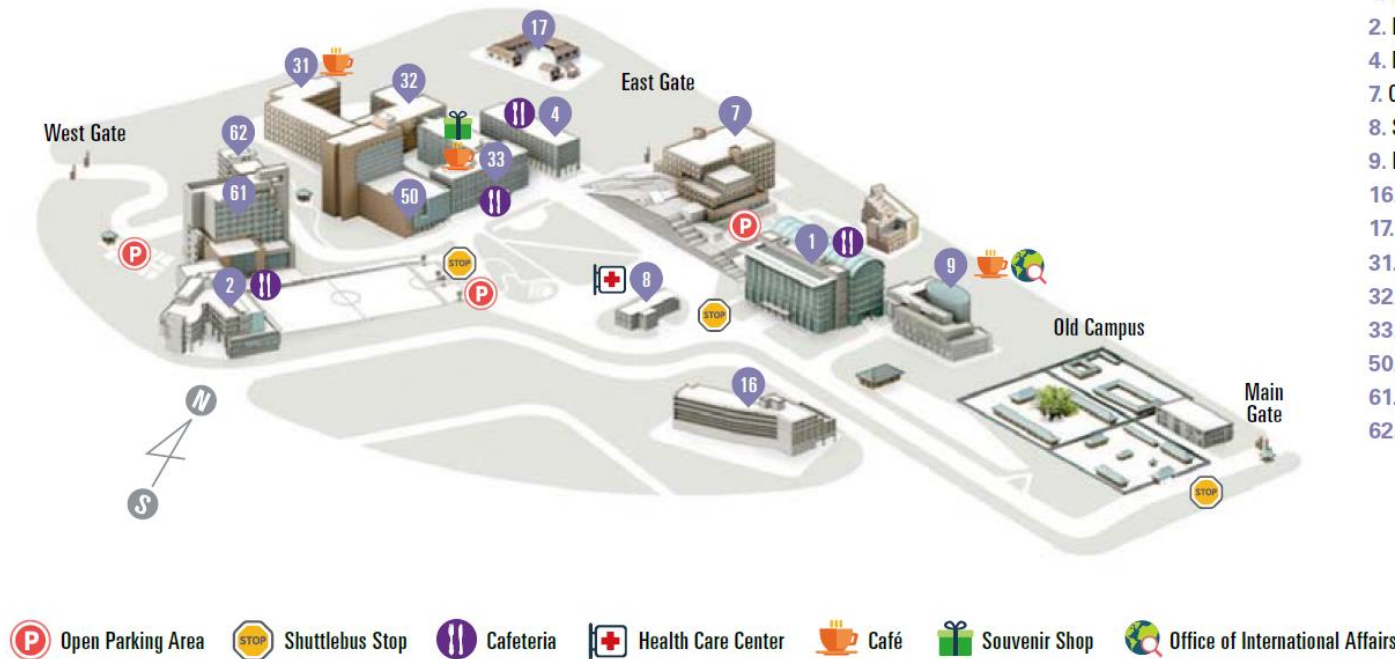 17
31
32
East Gate
2.
4.
7
4
7.
West Gate
62
8.
33
9.
61
50
16.
P
1
17.
P
9
31.
2
STOP
8
32
P
STOP
Old Campus
33.
50.
N
16
Main
Gate
61.
62
S
STOP
P Open Parking Area
STOP Shuttlebus Stop
Cafeteria
Health Care Center
Café
Souvenir Shop
Office of International Affairs